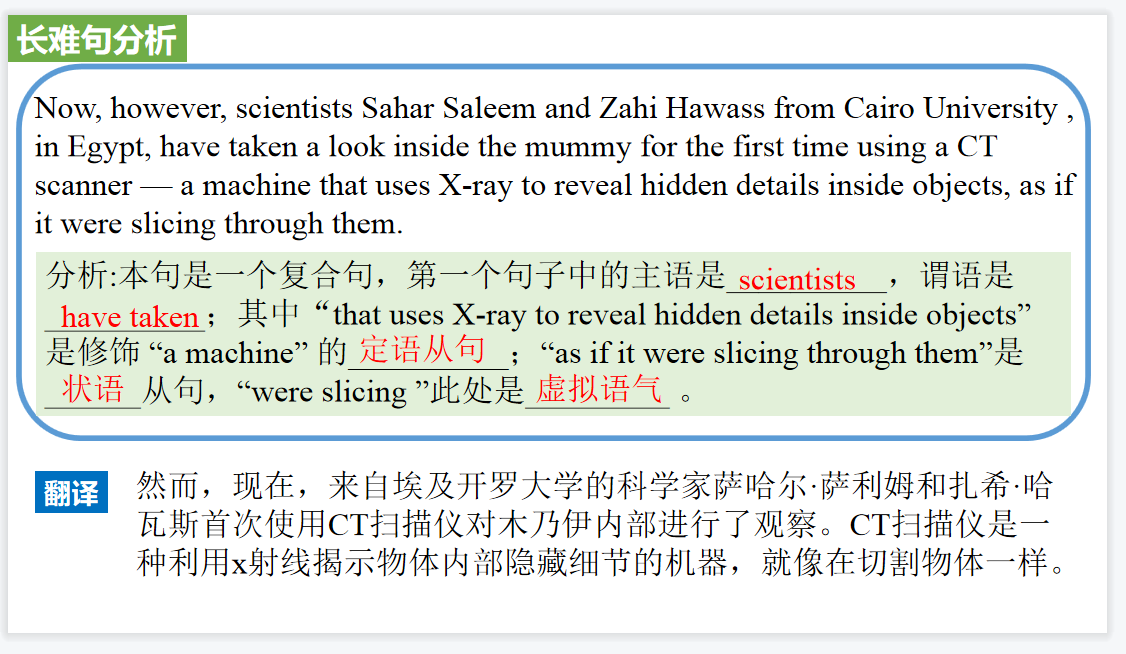 长难句分析
Now, however, scientists Sahar Saleem and Zahi Hawass from Cairo University ,
in Egypt, have taken a look inside the mummy for the first time using a CT
scanner — a machine that uses X-ray to reveal hidden details inside objects, as if
it were slicing through them.
分析:本句是一个复合句，第一个句子中的主语是 scientists ，谓语是
have taken；其中“that uses X-ray to reveal hidden details inside objects”
是修饰 “a machine” 的 定语从句 ；“as if it were slicing through them”是
状语 从句，“were slicing ”此处是 虚拟语气 。
翻译
然而，现在，来自埃及开罗大学的科学家萨哈尔·萨利姆和扎希·哈
瓦斯首次使用CT扫描仪对木乃伊内部进行了观察。CT扫描仪是一
种利用x射线揭示物体内部隐藏细节的机器，就像在切割物体一样。